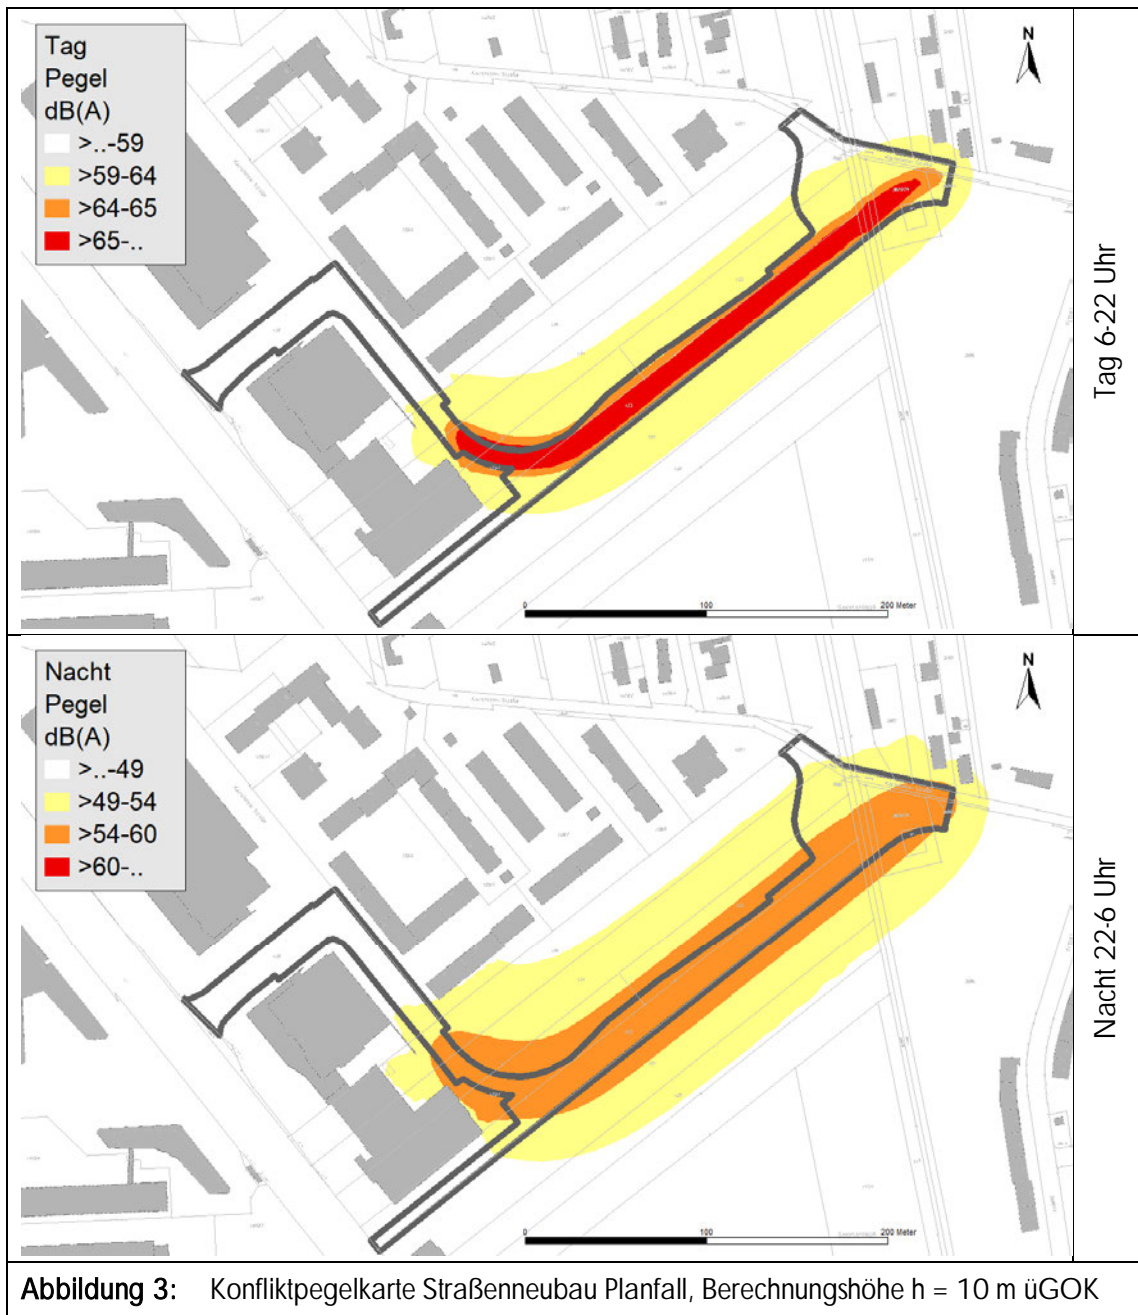 Tag
Pegel
dB(A)
>..-59
>59-64
>64-65
>65-..
N
0 100 200 Meter
Tag 6-22 Uhr
Nacht
Pegel
dB(A)
>..-49
>49-54
>54-60
>60-..
N
0 100 200 Meter
Nacht 22-6 Uhr
Abbildung 3: Konfliktpegelkarte Straßenneubau Planfall, Berechnungshöhe h = 10 m üGOK